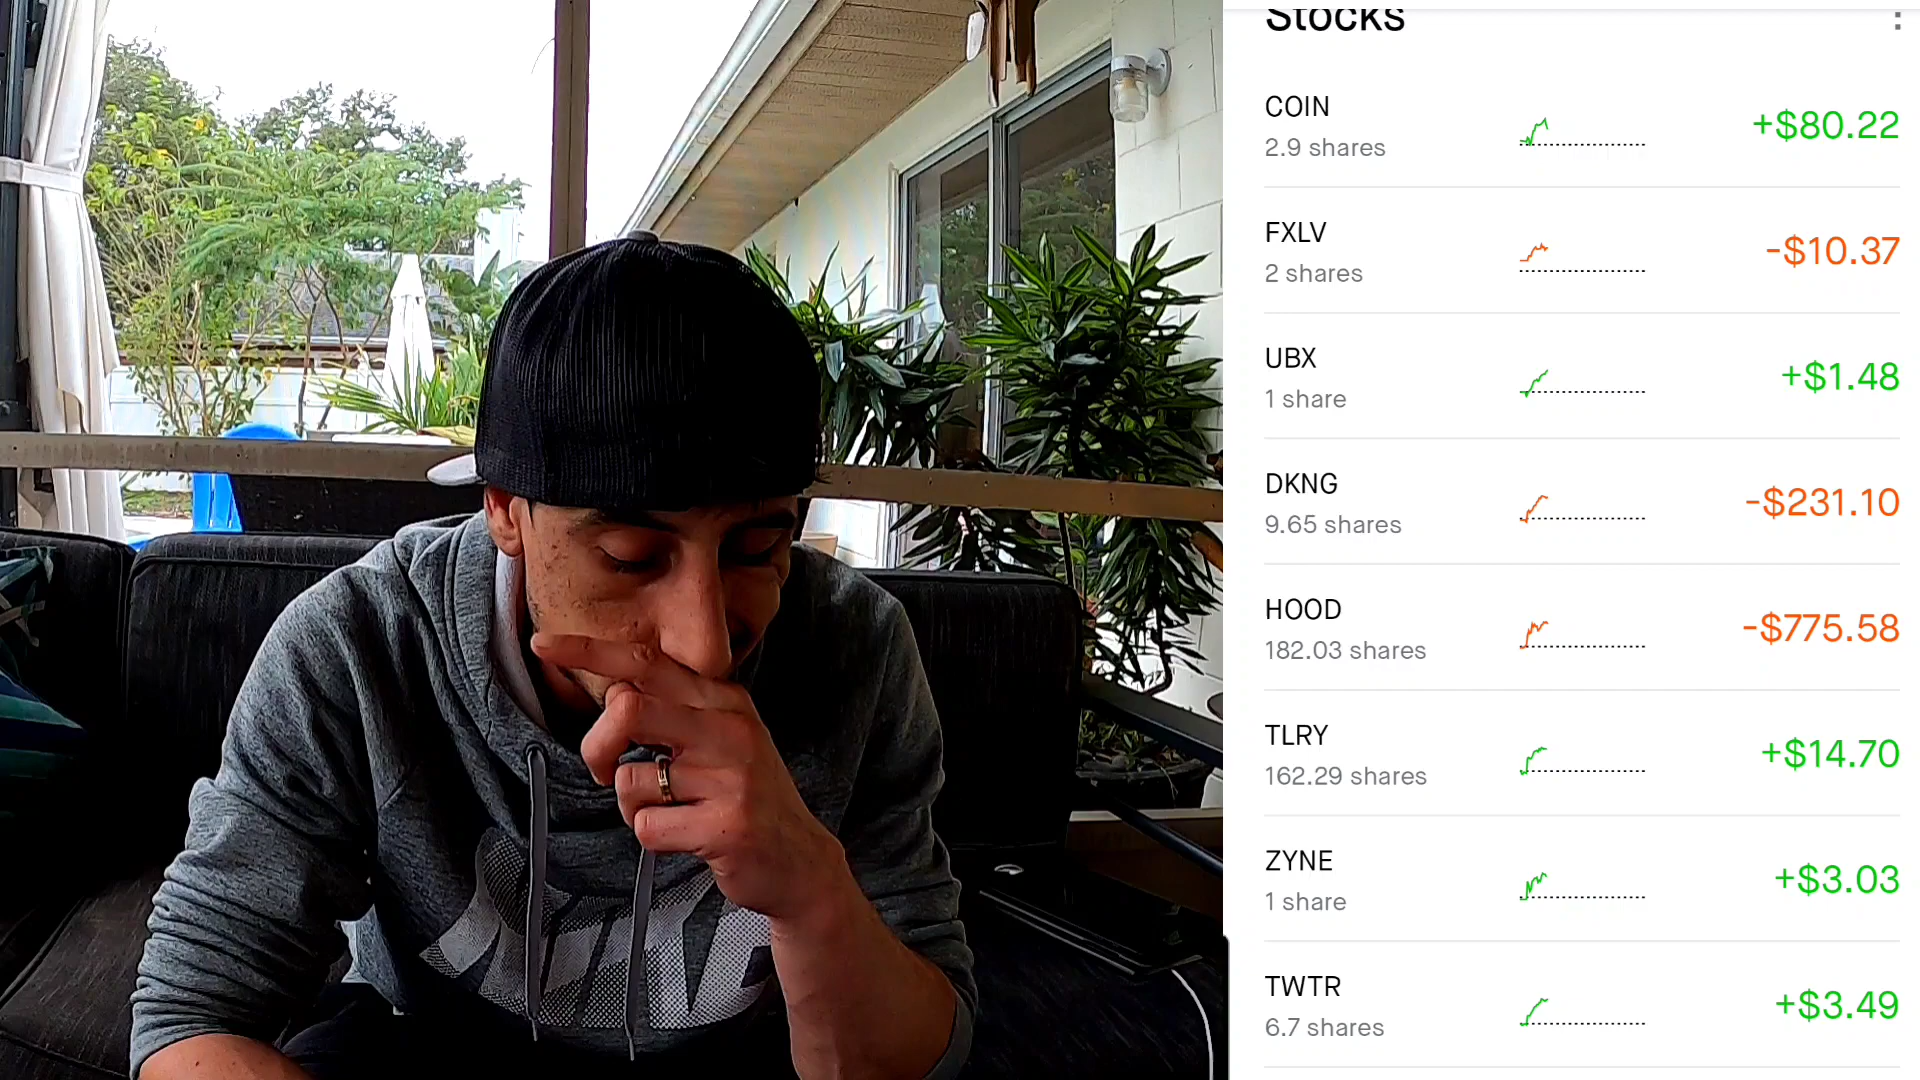 Stocks
COIN
2.9 shares
+$80.22
FXLV
2 shares
-$10.37
UBX
1 share
+$1.48
DKNG
9.65 shares
-$231.10
HOOD
182.03 shares
-$775.58
TLRY
162.29 shares
+$14.70
ZYNE
1 share
+$3.03
TWTR
6.7 shares
+$3.49